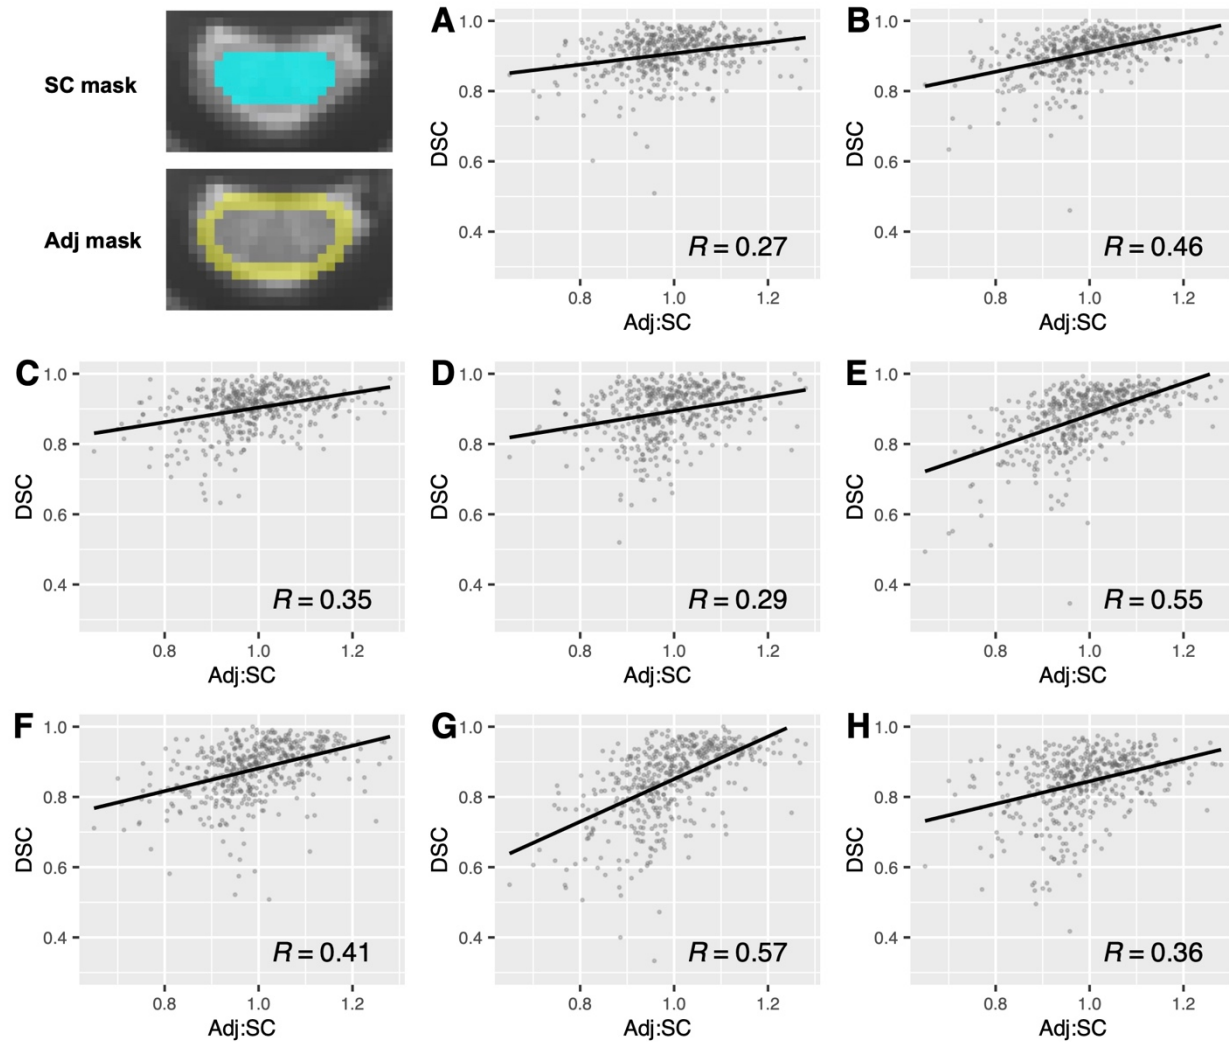 SC mask
Adj mask
A
1.0
0.8
0.6
0.4
DSC
R = 0.27
0.8 1.0 1.2
Adj:SC
B
1.0
0.8
0.6
0.4
DSC
R = 0.46
0.8 1.0 1.2
Adj:SC
C
1.0
0.8
0.6
0.4
DSC
R = 0.35
0.8 1.0 1.2
Adj:SC
D
1.0
0.8
0.6
0.4
DSC
R = 0.29
0.8 1.0 1.2
Adj:SC
E
1.0
0.8
0.6
0.4
DSC
R = 0.55
0.8 1.0 1.2
Adj:SC
F
1.0
0.8
0.6
0.4
DSC
R = 0.41
0.8 1.0 1.2
Adj:SC
G
1.0
0.8
0.6
0.4
DSC
R = 0.57
0.8 1.0 1.2
Adj:SC
H
1.0
0.8
0.6
0.4
DSC
R = 0.36
0.8 1.0 1.2
Adj:SC